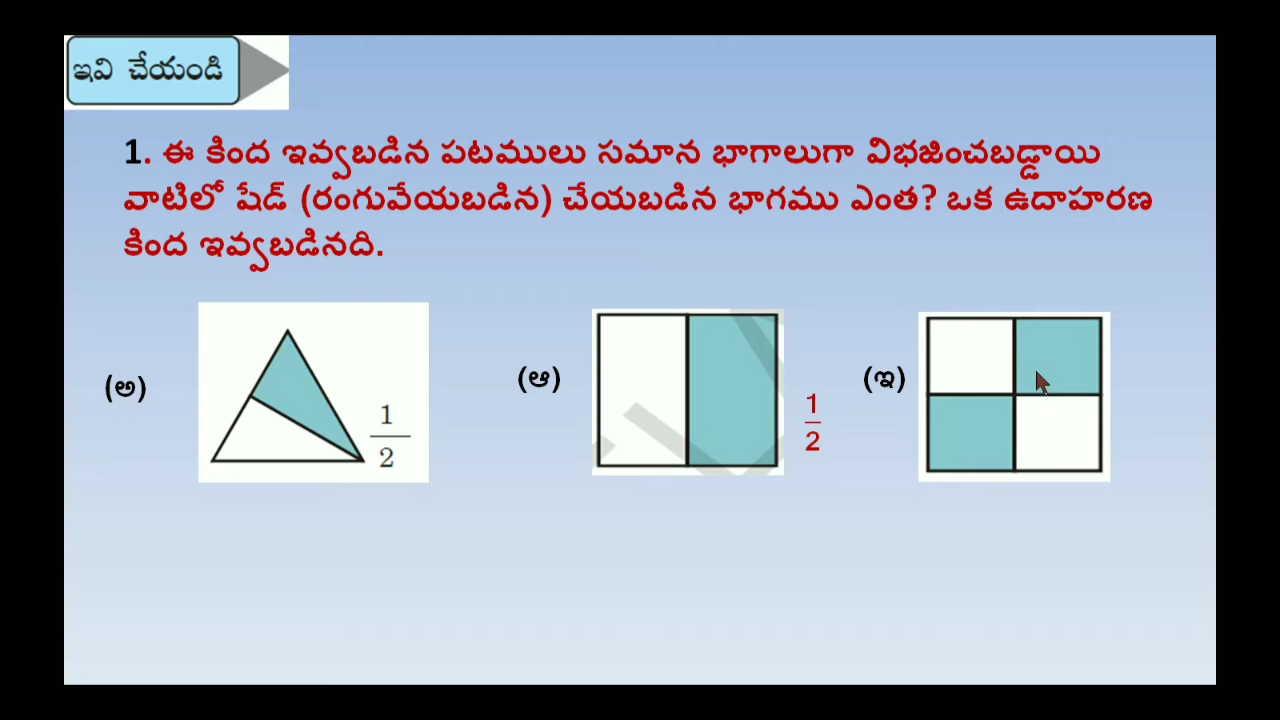 ఇవి చేయండి
1. ఈ కింద ఇవ్వబడిన పటములు సమాన భాగాలుగా విభజించబడ్డాయి
వాటిలో షేడ్ (రంగువేయబడిన) చేయబడిన భాగము ఎంత? ఒక ఉదాహరణ
కింద ఇవ్వబడినది.
(అ)
1
2
(ఆ)
1
2
(ఇ)